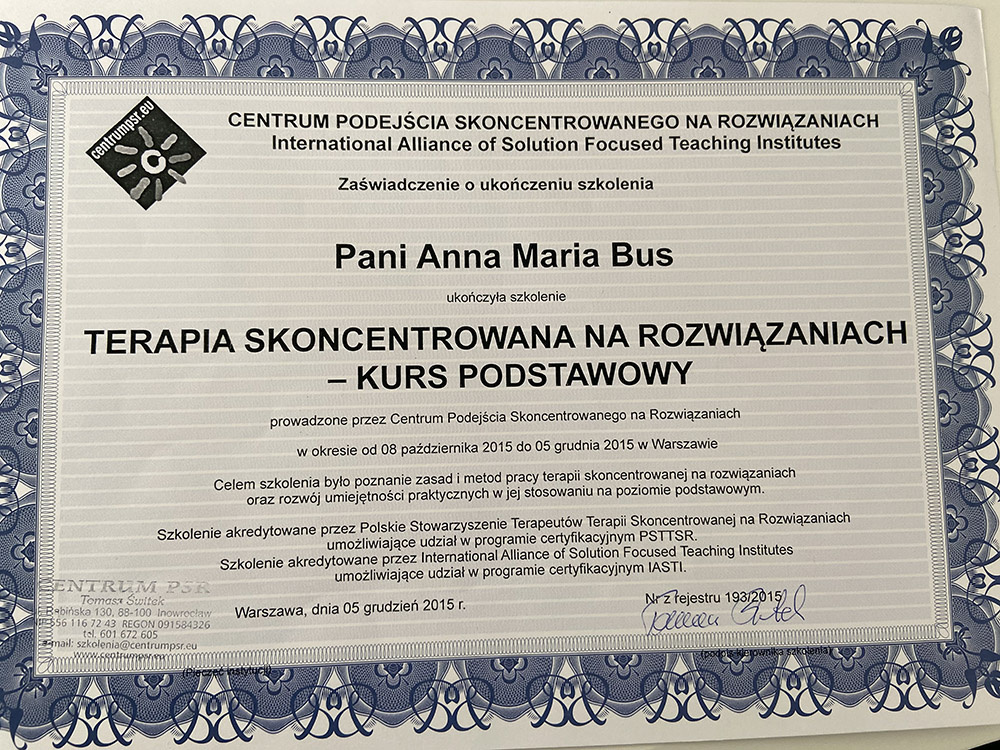 centrumpsr.eu
CENTRUM PODEJŚCIA SKONCENTROWANEGO NA ROZWIĄZANIACH
International Alliance of Solution Focused Teaching Institutes
Zaświadczenie o ukończeniu szkolenia
Pani Anna Maria Bus
ukończyła szkolenie
TERAPIA SKONCENTROWANA NA ROZWIĄZANIACH
– KURS PODSTAWOWY
prowadzone przez Centrum Podejścia Skoncentrowanego na Rozwiązaniach
w okresie od 08 października 2015 do 05 grudnia 2015 w Warszawie
Celem szkolenia było poznanie zasad i metod pracy terapii skoncentrowanej na rozwiązaniach
oraz rozwój umiejętności praktycznych w jej stosowaniu na poziomie podstawowym.
Szkolenie akredytowane przez Polskie Stowarzyszenie Terapeutów Terapii Skoncentrowanej na Rozwiązaniach
umożliwiające udział w programie certyfikacyjnym PSTTSR.
Szkolenie akredytowane przez International Alliance of Solution Focused Teaching Institutes
umożliwiające udział w programie certyfikacyjnym IASTI.
CENTRUM PSR
Tomasz Świtek
130, 88-100 Inowrocław
556 116 72 43 REGON 091584326
tel. 601 672 605
e-mail: szkolenia@centrumpsr.eu
www.centrumpsr.eu
(Pieczęć instytucji)
Warszawa, dnia 05 grudzień 2015 r.
Nr z rejestru 193/2015
(podpis kierownika szkolenia)